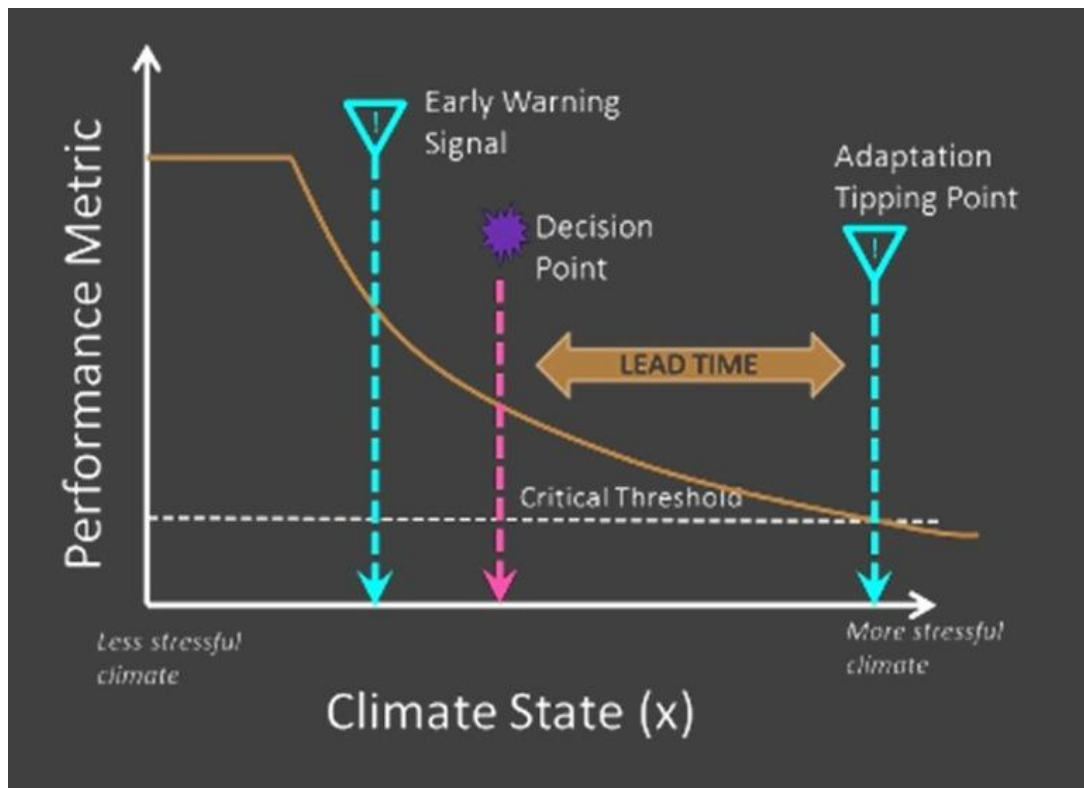 Early Warning
Signal
Adaptation
Tipping Point
Decision
Point
LEAD TIME
Critical Threshold
Performance Metric
Less stressful
climate
More stressful
climate
Climate State (x)